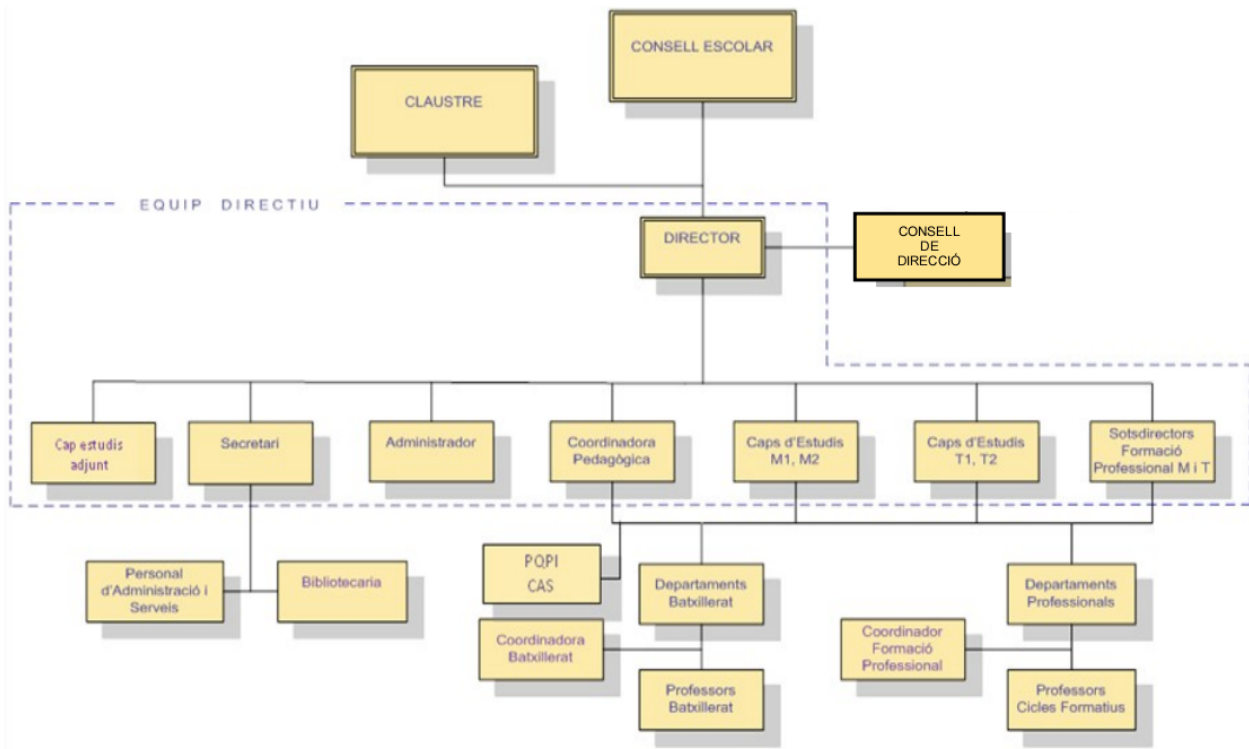 CONSELL ESCOLAR
CLAUSTRE
EQUIP DIRECTIU
DIRECTOR
CONSELL
DE
DIRECCIÓ
Cap estudis
adjunt
Secretari
Administrador
Coordinadora
Pedagògica
Caps d'Estudis
M1, M2
Caps d'Estudis
T1, T2
Sotsdirectors
Formació
Professional M i T
Personal
d'Administració i
Serveis
Bibliotecaria
PQPI
CAS
Departaments
Batxillerat
Departaments
Professionals
Coordinadora
Batxillerat
Coordinador
Formació
Professional
Professors
Batxillerat
Professors
Cicles Formatius